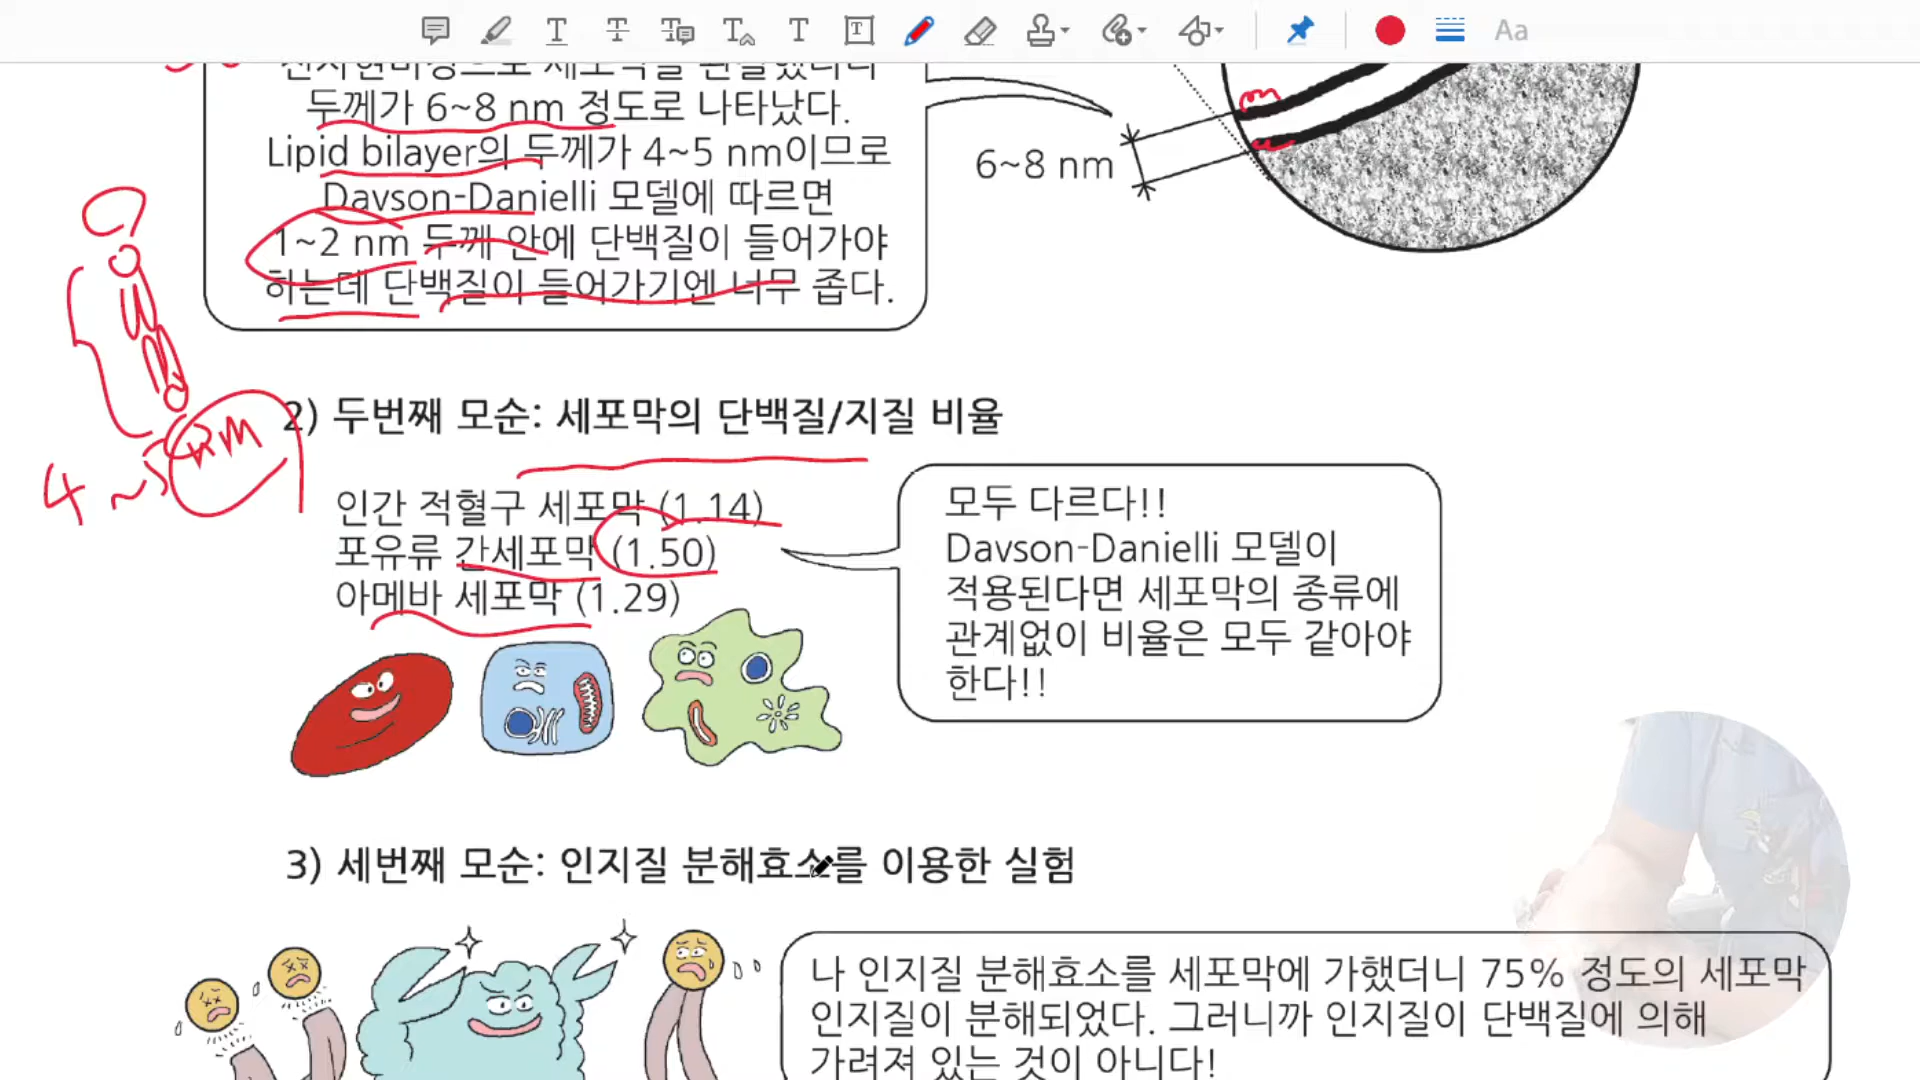 Aa
두께가 6~8 nm 정도로 나타났다.
Lipid bilayer의 두께가 4~5 nm이므로
Davson-Danielli 모델에 따르면
1~2 nm 두께 안에 단백질이 들어가야
하는데 단백질이 들어가기엔 너무 좁다.
6~8 nm
4~5 nm
2) 두번째 모순: 세포막의 단백질/지질 비율
인간 적혈구 세포막 (1.14)
포유류 간세포막 (1.50)
아메바 세포막 (1.29)
모두 다르다!!
Davson-Danielli 모델이
적용된다면 세포막의 종류에
관계없이 비율은 모두 같아야
한다!!
3) 세번째 모순: 인지질 분해효소를 이용한 실험
나 인지질 분해효소를 세포막에 가했더니 75% 정도의 세포막
인지질이 분해되었다. 그러니까 인지질이 단백질에 의해
가려져 있는 것이 아니다!